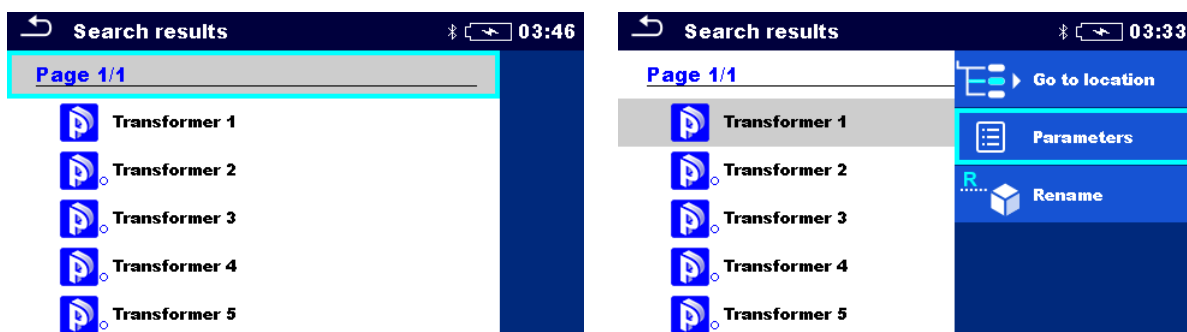 Search results
03:46
Page 1/1
Transformer 1
Transformer 2
Transformer 3
Transformer 4
Transformer 5
Search results
03:33
Page 1/1
Transformer 1
Transformer 2
Transformer 3
Transformer 4
Transformer 5
Go to location
Parameters
R...
Rename